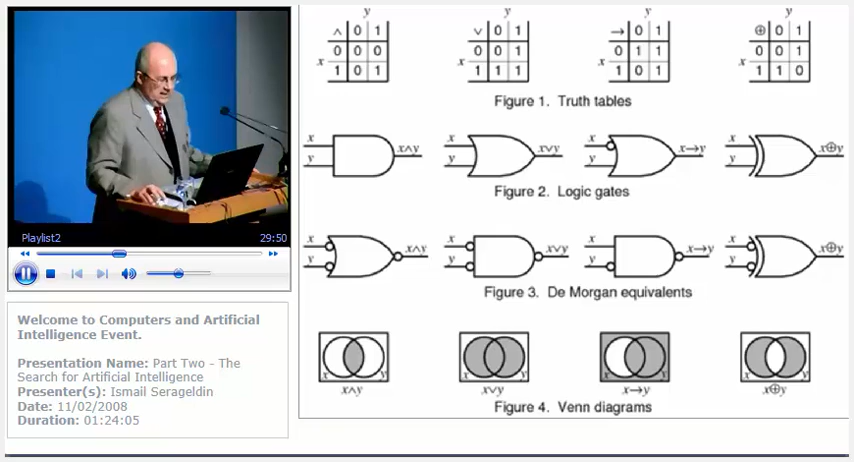 Playlist2 29:50
Welcome to Computers and Artificial
Intelligence Event.
Presentation Name: Part Two - The
Search for Artificial Intelligence
Presenter(s): Ismail Serageldin
Date: 11/02/2008
Duration: 01:24:05
y y y y
∧ 0 1 ∨ 0 1 → 0 1 ⊕ 0 1
0 0 0 0 0 1 0 1 1 0 0 1
x x x x
1 0 1 1 1 1 1 0 1 1 1 0
Figure 1. Truth tables
x x x x
x∧y x∨y x→y x⊕y
y y y y
Figure 2. Logic gates
x x x x
x∧y x∨y x→y x⊕y
y y y y
Figure 3. De Morgan equivalents
x y x y x y x y
x∧y x∨y x→y x⊕y
Figure 4. Venn diagrams